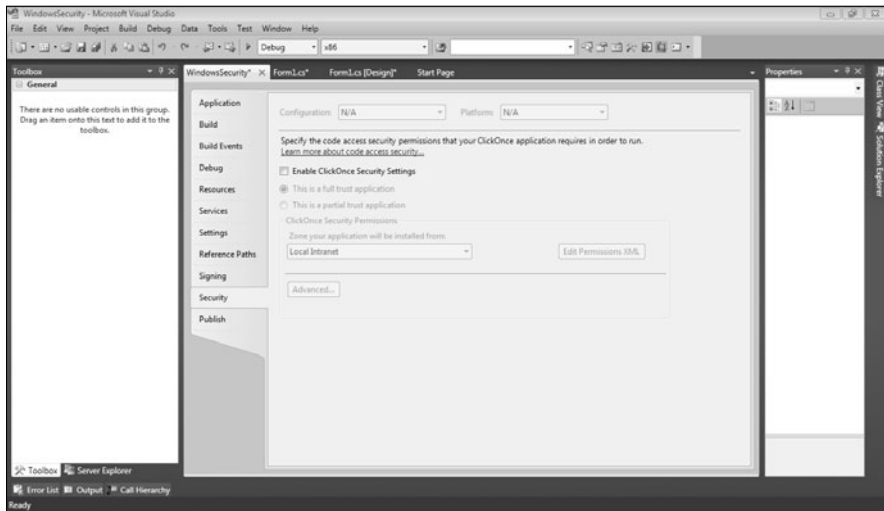 WindowsSecurity - Microsoft Visual Studio
File Edit View Project Build Debug Data Tools Test Window Help
Debug x86
Toolbox
WindowsSecurity* Form1.cs* Form1.cs [Design]* Start Page
Properties
General
There are no usable controls in this group.
Drag an item onto this text to add it to the
toolbox.
Application
Build
Build Events
Debug
Resources
Services
Settings
Reference Paths
Signing
Security
Publish
Configuration: N/A Platform: N/A
Specify the code access security permissions that your ClickOnce application requires in order to run.
Learn more about code access security...
Enable ClickOnce Security Settings
This is a full trust application
This is a partial trust application
ClickOnce Security Permissions
Zone your application will be installed from:
Local Intranet Edit Permissions XML
Advanced...
Class View
Solution Explorer
Toolbox Server Explorer
Error List Output Call Hierarchy
Ready